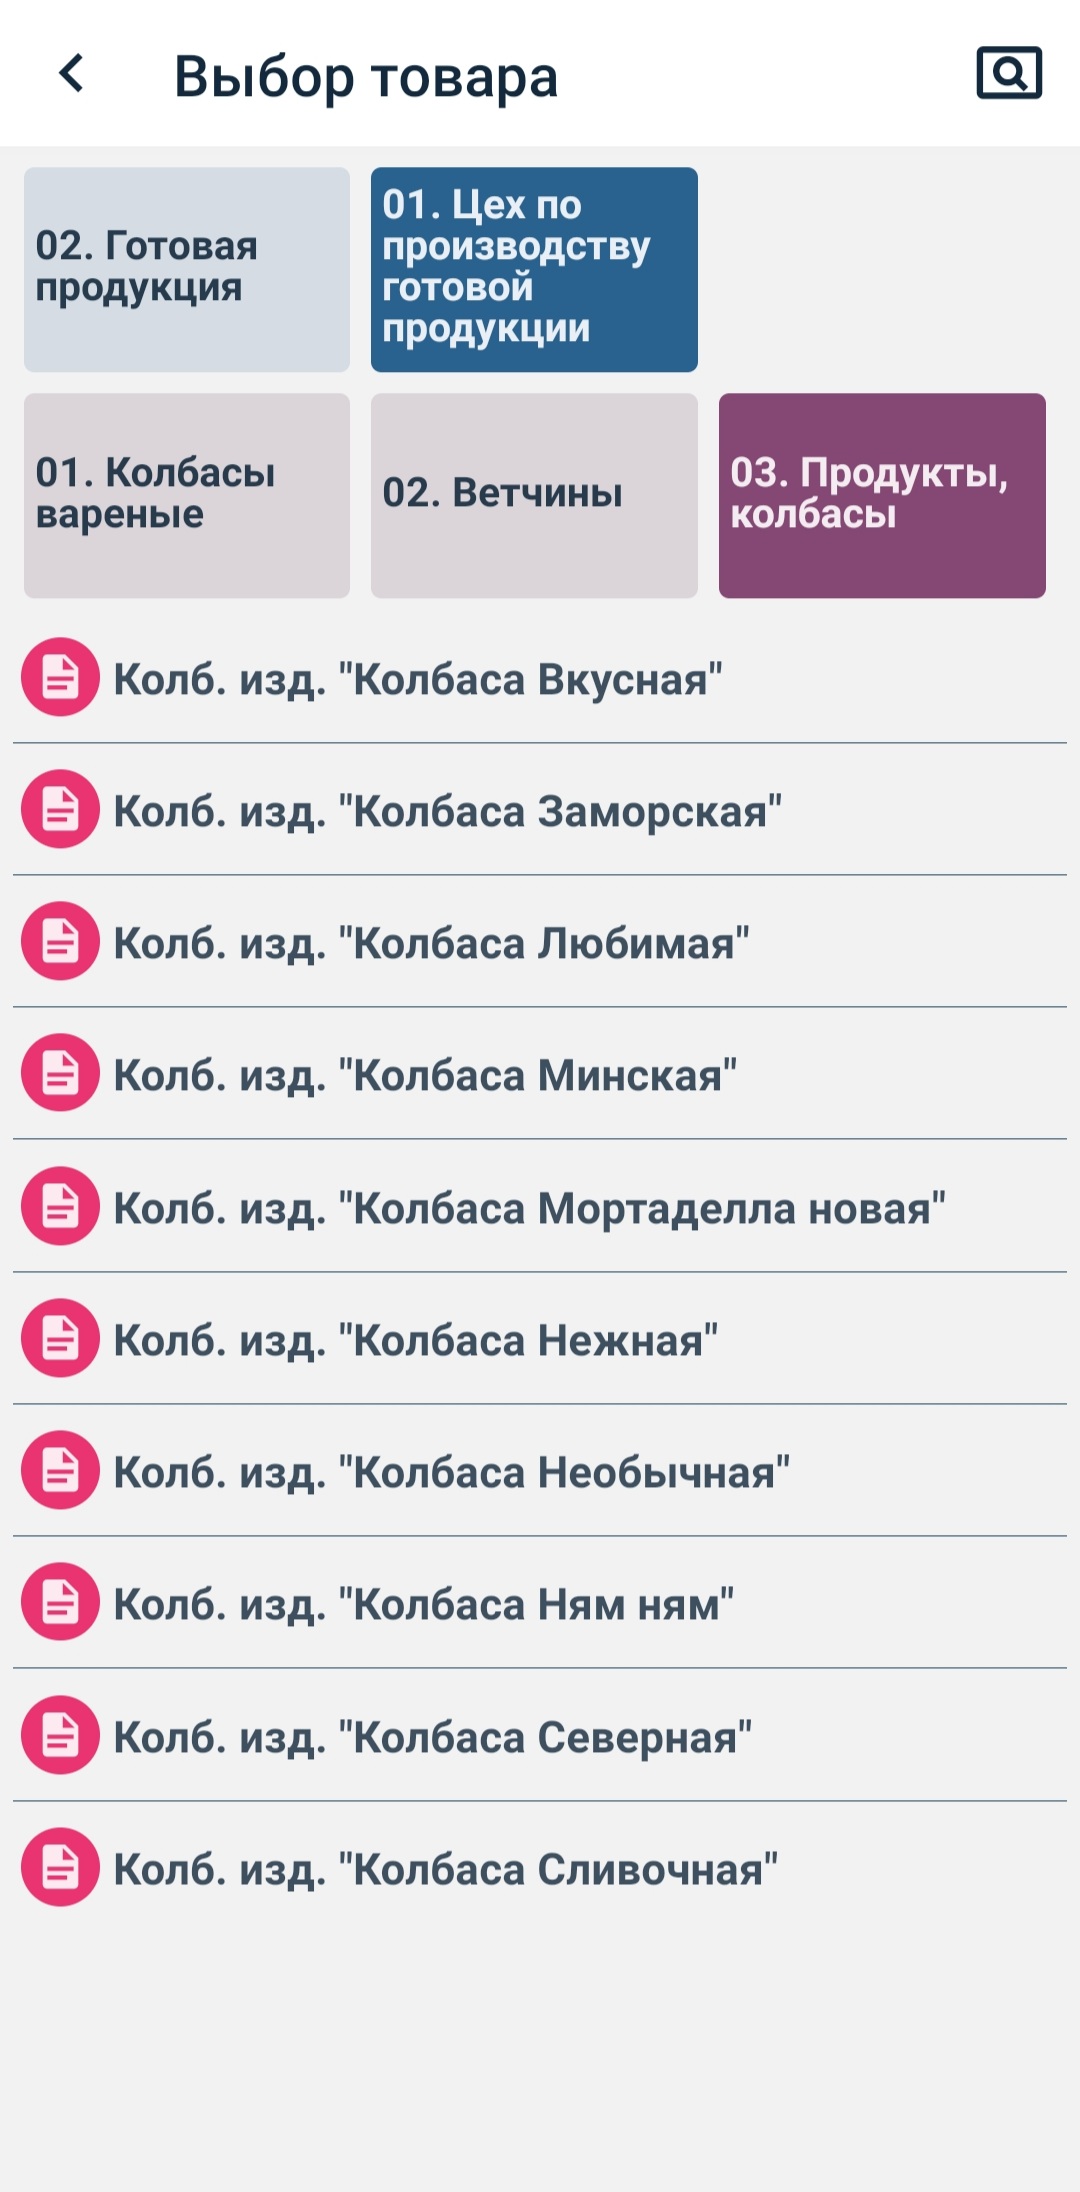 Выбор товара
02. Готовая
продукция
01. Цех по
производству
готовой
продукции
01. Колбасы
вареные
02. Ветчины
03. Продукты,
колбасы
Колб. изд. "Колбаса Вкусная"
Колб. изд. "Колбаса Заморская"
Колб. изд. "Колбаса Любимая"
Колб. изд. "Колбаса Минская"
Колб. изд. "Колбаса Мортаделла новая"
Колб. изд. "Колбаса Нежная"
Колб. изд. "Колбаса Необычная"
Колб. изд. "Колбаса Ням ням"
Колб. изд. "Колбаса Северная"
Колб. изд. "Колбаса Сливочная"